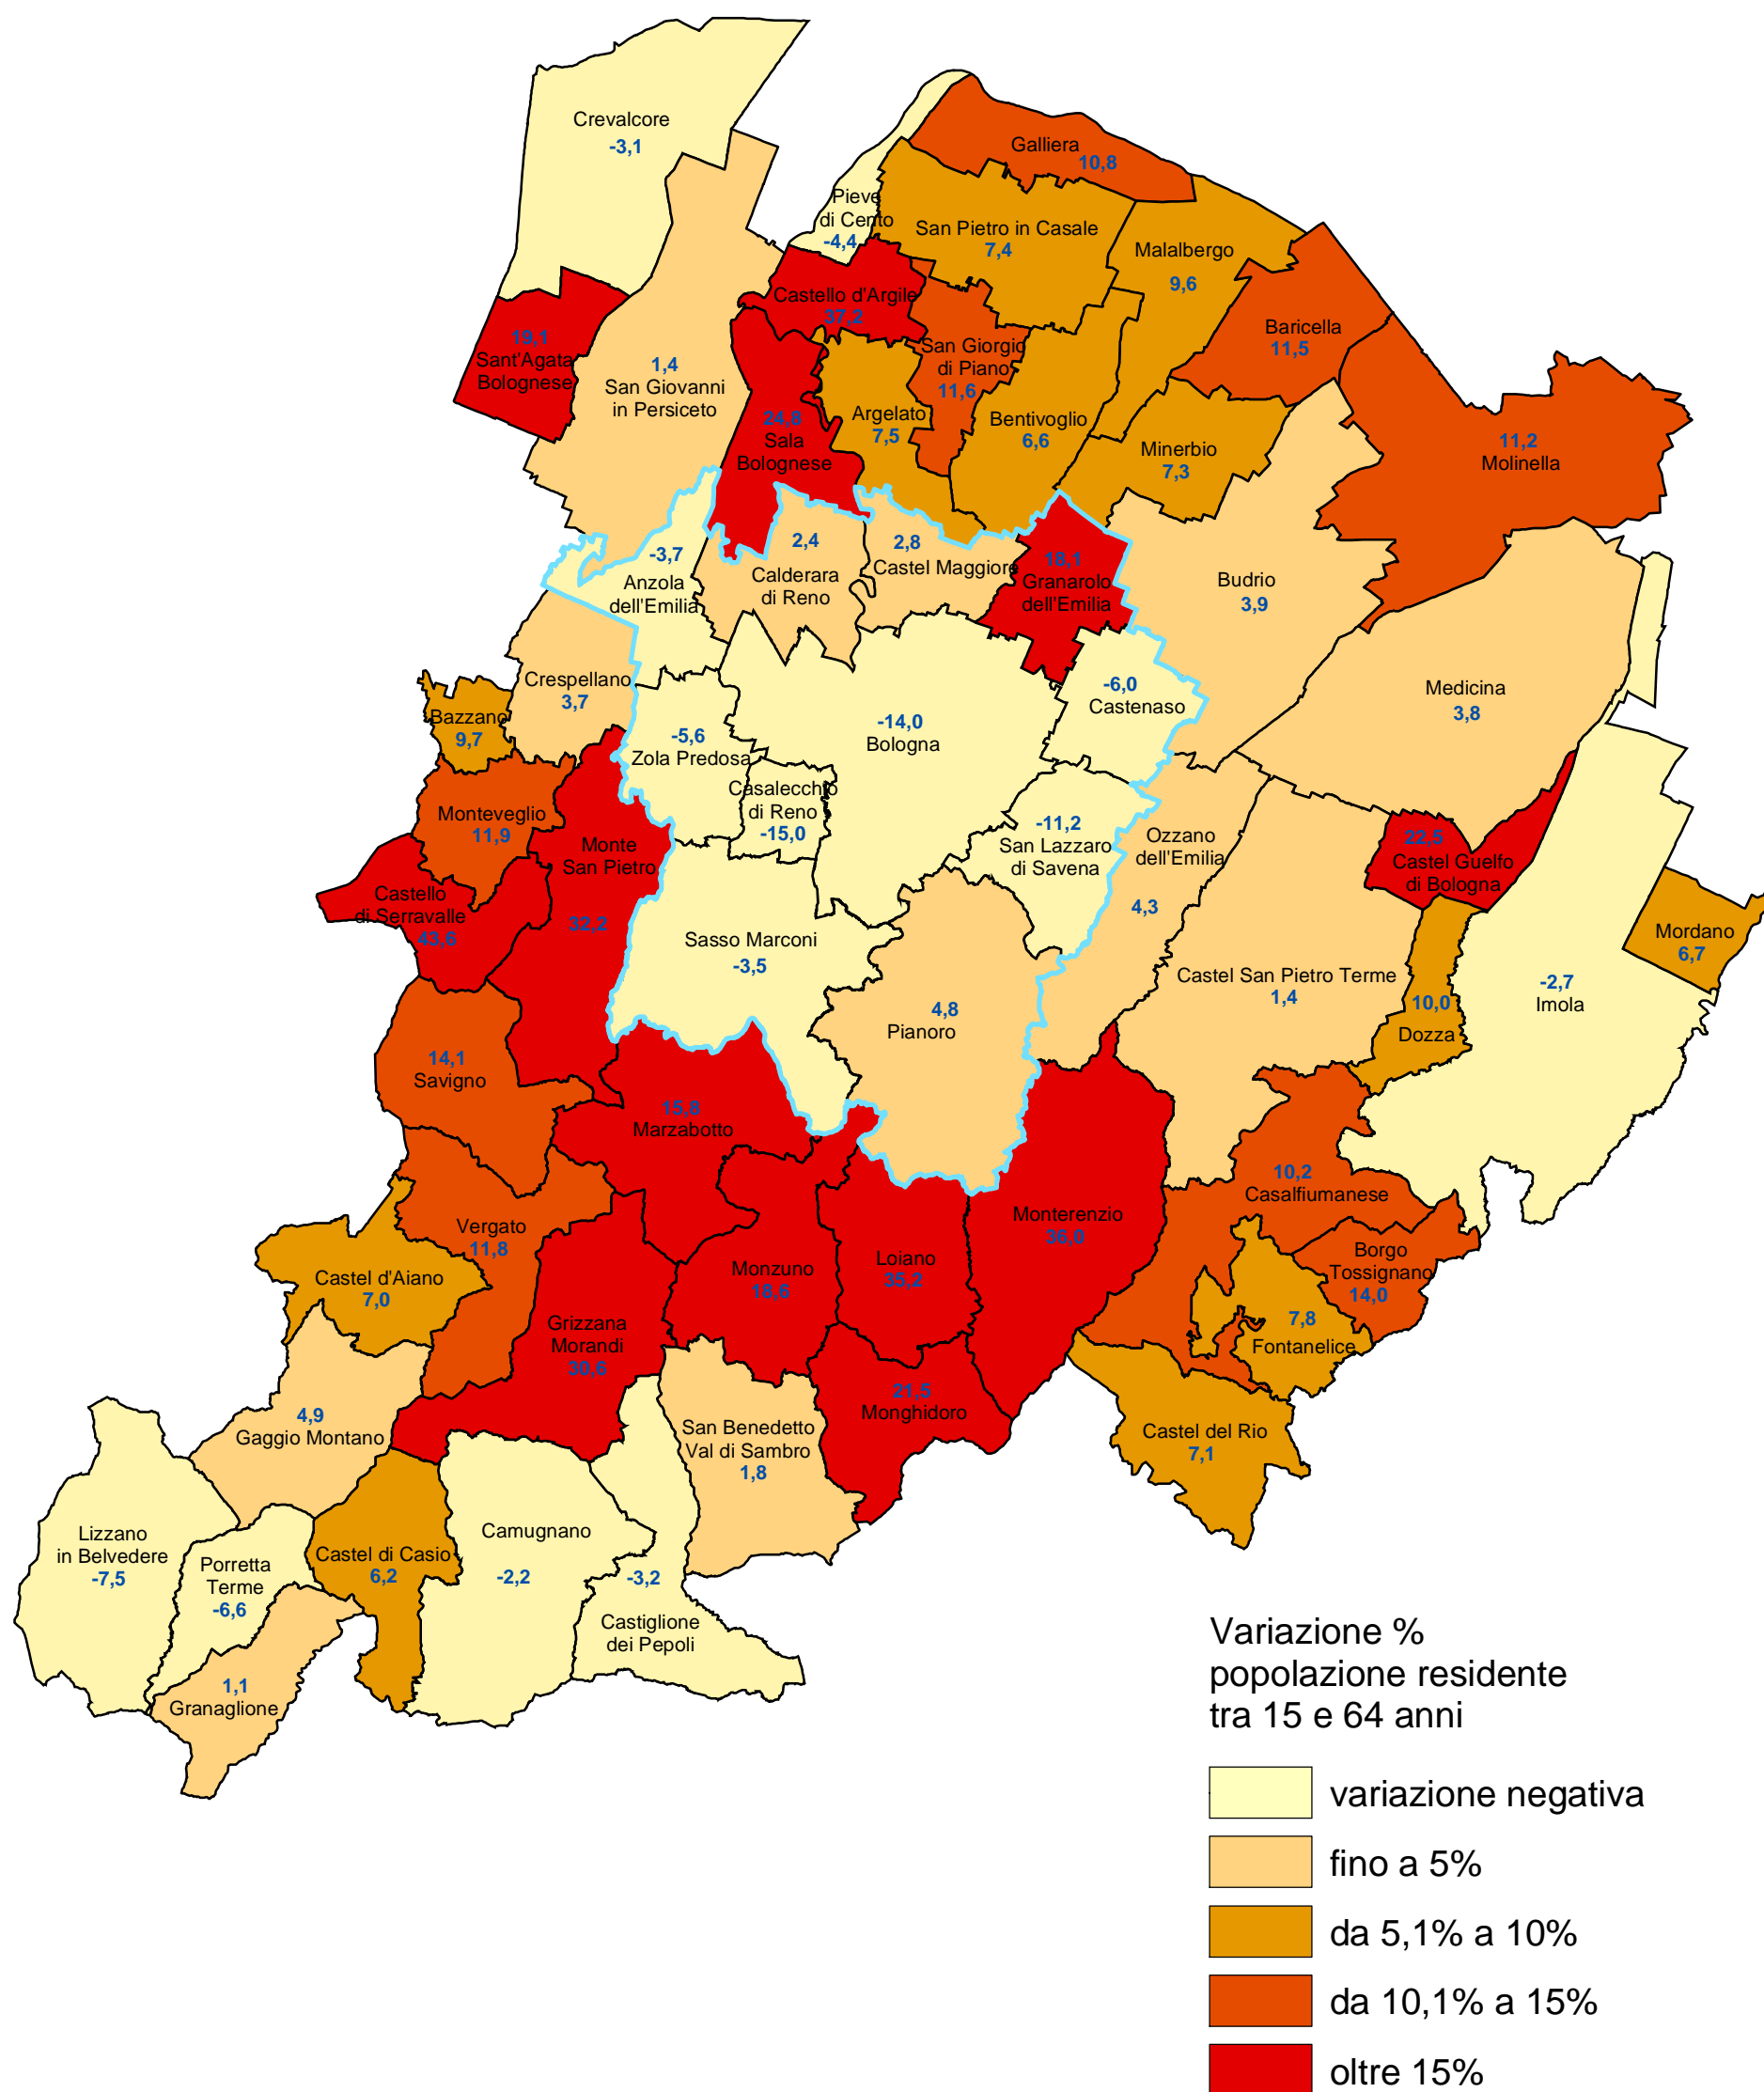 Crevalcore
-3,1
Galliera
10,8
Pieve
di Cento
-4,4
San Pietro in Casale
7,4
Malalbergo
9,6
Castello d'Argile
37,2
Baricella
11,5
19,1
Sant'Agata
Bolognese
1,4
San Giovanni
in Persiceto
San Giorgio
di Piano
11,6
24,8
Sala
Bolognese
Argelato
7,5
Bentivoglio
6,6
Minerbio
7,3
11,2
Molinella
-3,7
Anzola
dell'Emilia
2,4
Calderara
di Reno
2,8
Castel Maggiore
18,1
Granarolo
dell'Emilia
Budrio
3,9
Crespellano
3,7
Bazzano
9,7
-5,6
Zola Predosa
-14,0
Bologna
-6,0
Castenaso
Medicina
3,8
Casalecchio
di Reno
-15,0
Monteveglio
11,9
Monte
San Pietro
32,2
-11,2
San Lazzaro
di Savena
Ozzano
dell'Emilia
4,3
22,5
Castel Guelfo
di Bologna
Castello
di Serravalle
43,6
Sasso Marconi
-3,5
Mordano
6,7
Castel San Pietro Terme
1,4
-2,7
Imola
10,0
Dozza
4,8
Pianoro
14,1
Savigno
15,8
Marzabotto
10,2
Casalfiumanese
Monterenzio
36,0
Vergato
11,8
Castel d'Aiano
7,0
Monzuno
18,6
Loiano
35,2
Borgo
Tossignano
14,0
Grizzana
Morandi
30,6
7,8
Fontanelice
21,5
Monghidoro
4,9
Gaggio Montano
San Benedetto
Val di Sambro
1,8
Castel del Rio
7,1
Lizzano
in Belvedere
-7,5
Porretta
Terme
-6,6
Castel di Casio
6,2
Camugnano
-2,2
-3,2
Castiglione
dei Pepoli
1,1
Granaglione
Variazione %
popolazione residente
tra 15 e 64 anni
variazione negativa
fino a 5%
da 5,1% a 10%
da 10,1% a 15%
oltre 15%